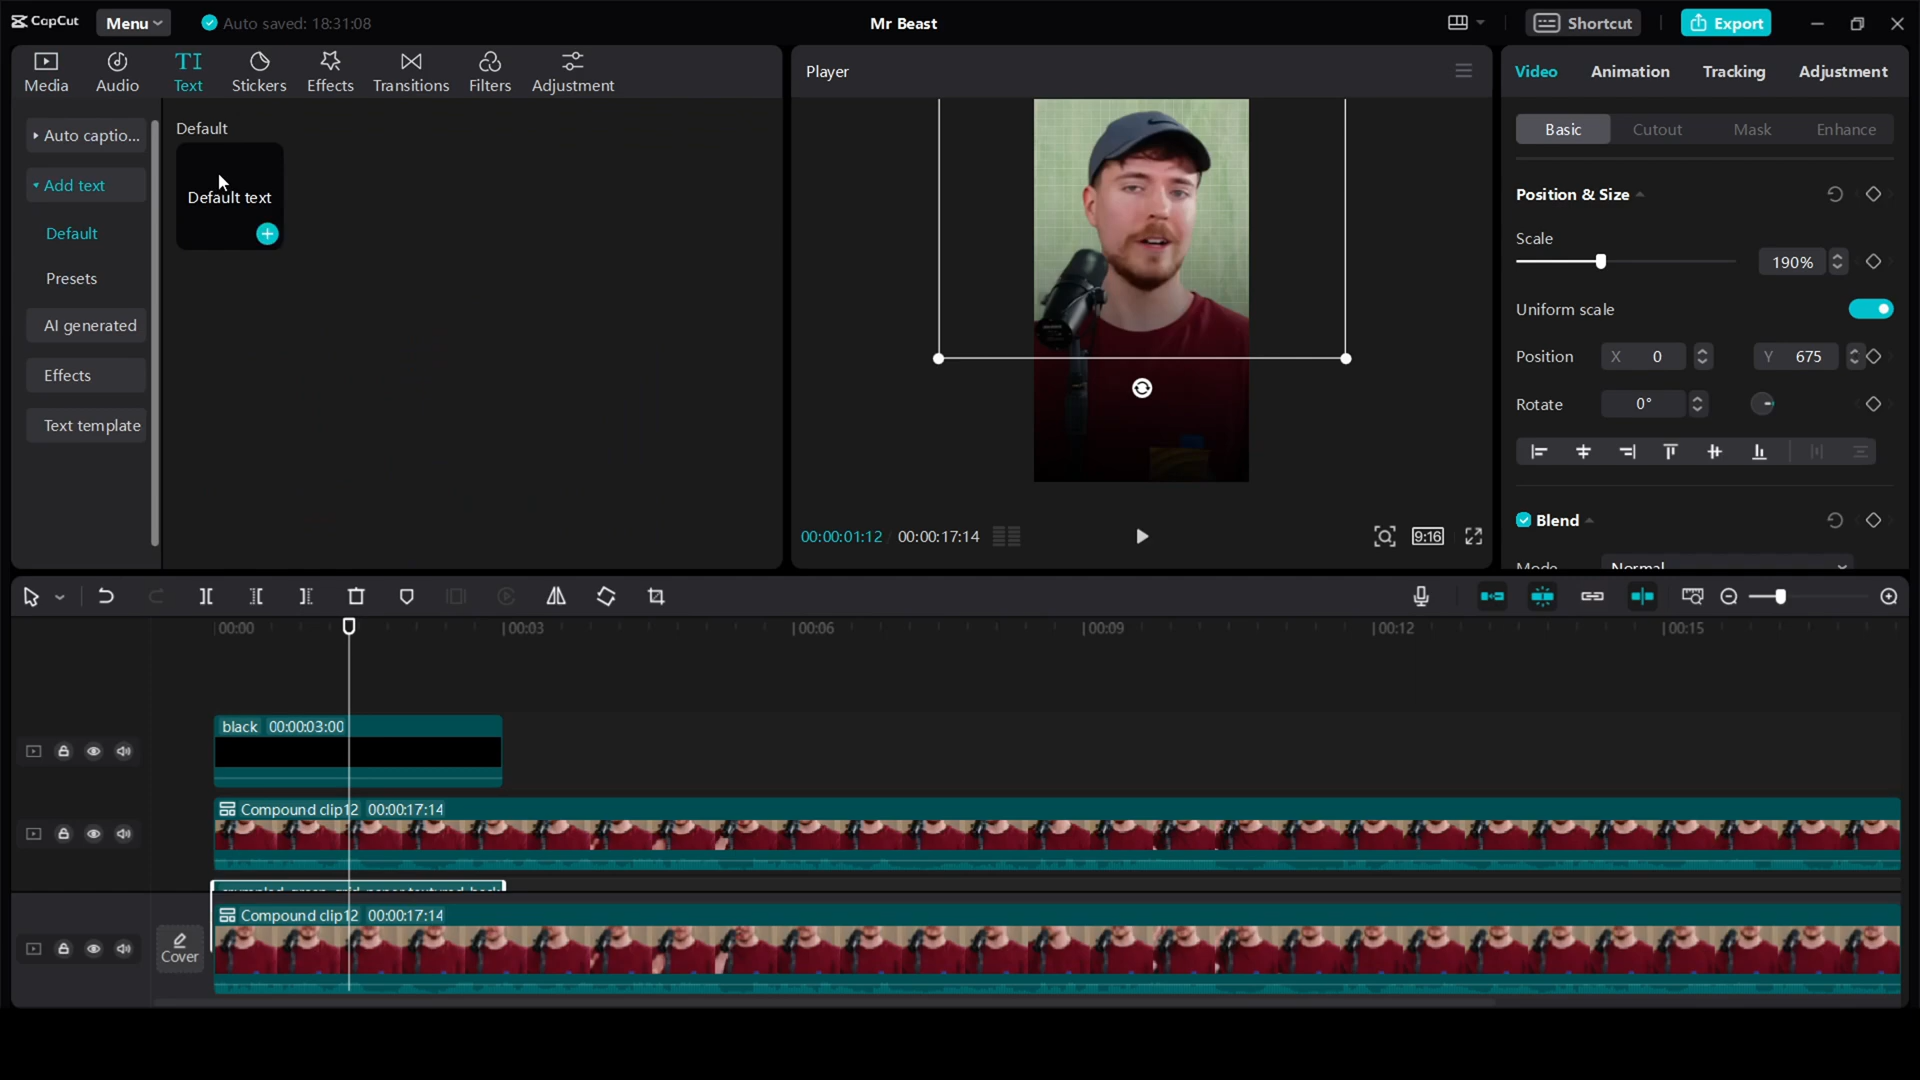 CapCut
Menu
Auto saved: 18:31:08
Mr Beast
Shortcut
Export
Media
Audio
TI
Text
Stickers
Effects
Transitions
Filters
Adjustment
Auto captio...
Add text
Default
Presets
AI generated
Effects
Text template
Default
Default text
Player
00:00:01:12 / 00:00:17:14
9:16
Video
Animation
Tracking
Adjustment
Basic
Cutout
Mask
Enhance
Position & Size
Scale
190%
Uniform scale
Position
X 0
Y 675
Rotate
0°
Blend
Mode
Normal
00:00
00:03
00:06
00:09
00:12
00:15
black 00:00:03:00
Compound clip12 00:00:17:14
Cover
Compound clip12 00:00:17:14